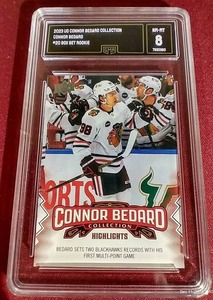 2023 UD CONNOR BEDARD COLLECTION
CONNOR BEDARD
#20 BOX SET ROOKIE
NM-MT
8
98
ORTS
CONNOR BEDARD
COLLECTION
HIGHLIGHTS
BEDARD SETS TWO BLACKHAWKS RECORDS WITH HIS
FIRST MULTI-POINT GAME